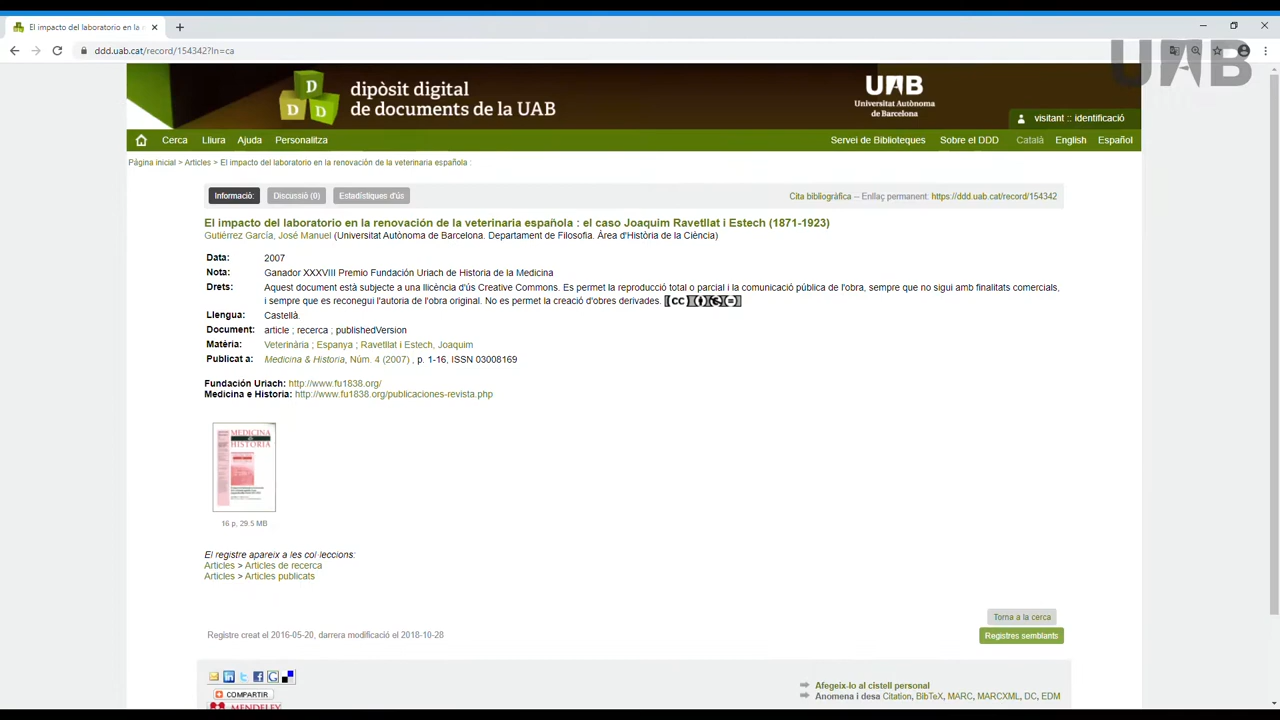 El impacto del laboratorio en la
ddd.uab.cat/record/154342?ln=ca
UAB
D
D D
dipòsit digital
de documents de la UAB
UAB
Universitat Autònoma
de Barcelona
visitant :: identificació
Cerca Lliura Ajuda Personalitza Servei de Biblioteques Sobre el DDD Català English Español
Página inicial > Articles > El impacto del laboratorio en la renovación de la veterinaria española :
Informació: Discussió (0) Estadístiques d'ús Cita bibliogràfica -- Enllaç permanent: https://ddd.uab.cat/record/154342
El impacto del laboratorio en la renovación de la veterinaria española : el caso Joaquim Ravetllat i Estech (1871-1923)
Gutiérrez García, José Manuel (Universitat Autònoma de Barcelona. Departament de Filosofia. Àrea d'Història de la Ciència)
Data: 2007
Nota: Ganador XXXVIII Premio Fundación Uriach de Historia de la Medicina
Drets: Aquest document està subjecte a una llicència d'ús Creative Commons. Es permet la reproducció total o parcial i la comunicació pública de l'obra, sempre que no sigui amb finalitats comercials,
i sempre que es reconegui l'autoria de l'obra original. No es permet la creació d'obres derivades.
Llengua: Castellà.
Document: article ; recerca ; publishedVersion
Matèria: Veterinària ; Espanya ; Ravetllat i Estech, Joaquim
Publicat a: Medicina & Historia, Núm. 4 (2007) , p. 1-16, ISSN 03008169
Fundación Uriach: http://www.fu1838.org/
Medicina e Historia: http://www.fu1838.org/publicaciones-revista.php
MEDICINA
HISTORIA
16 p, 29.5 MB
El registre apareix a les col·leccions:
Articles > Articles de recerca
Articles > Articles publicats
Torna a la cerca
Registre creat el 2016-05-20, darrera modificació el 2018-10-28
Registres semblants
Afegeix-lo al cistell personal
COMPARTIR
Anomena i desa Citation, BibTeX, MARC, MARCXML, DC, EDM
MENDELEY